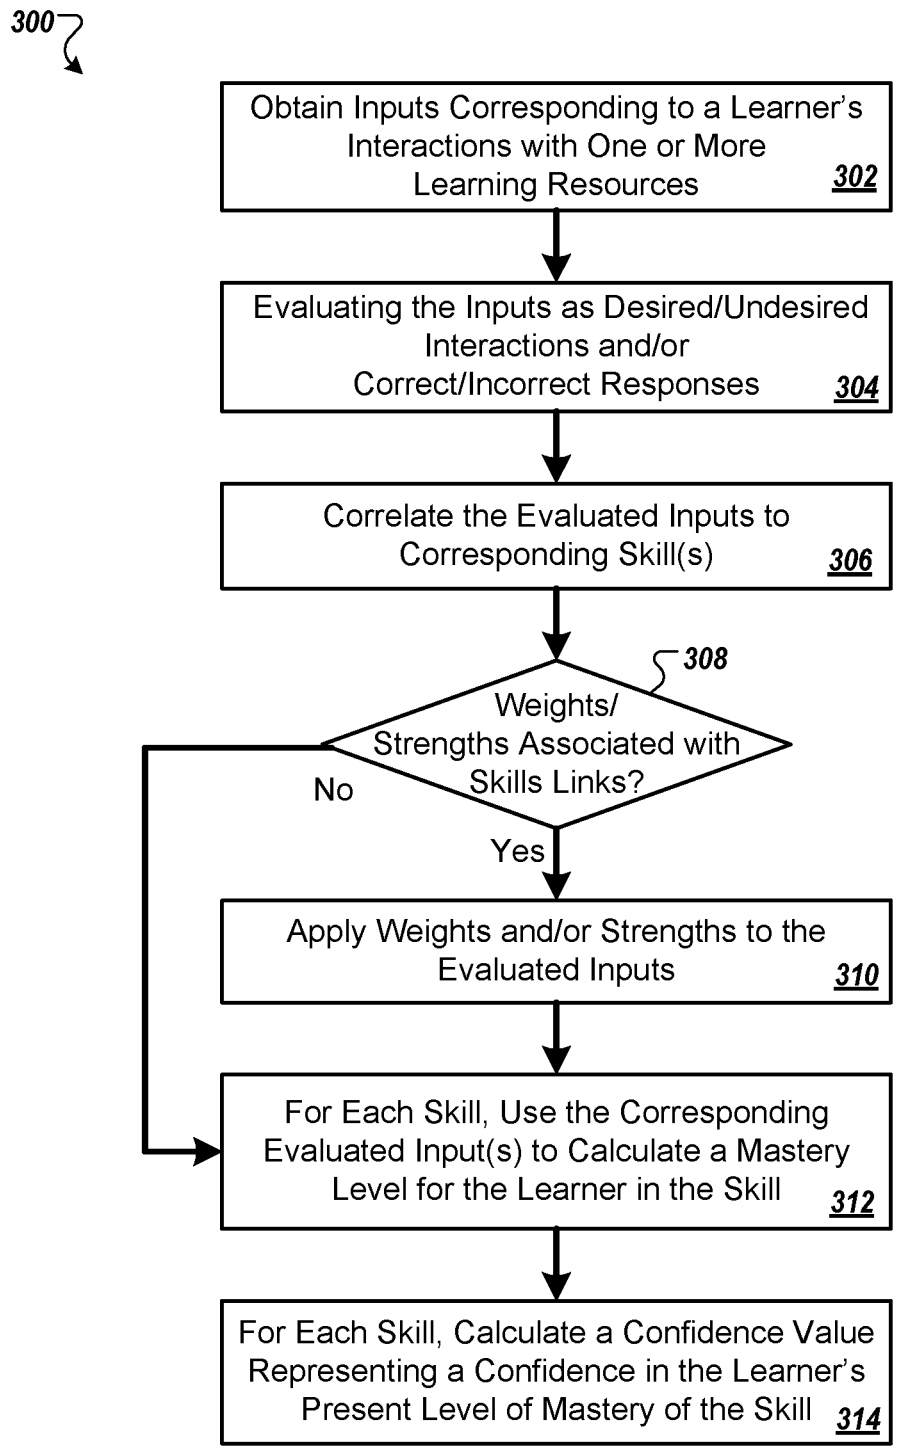 300
Obtain Inputs Corresponding to a Learner's
Interactions with One or More
Learning Resources
302
Evaluating the Inputs as Desired/Undesired
Interactions and/or
Correct/Incorrect Responses
304
Correlate the Evaluated Inputs to
Corresponding Skill(s)
306
308
Weights/
Strengths Associated with
Skills Links?
No
Yes
Apply Weights and/or Strengths to the
Evaluated Inputs
310
For Each Skill, Use the Corresponding
Evaluated Input(s) to Calculate a Mastery
Level for the Learner in the Skill
312
For Each Skill, Calculate a Confidence Value
Representing a Confidence in the Learner's
Present Level of Mastery of the Skill
314